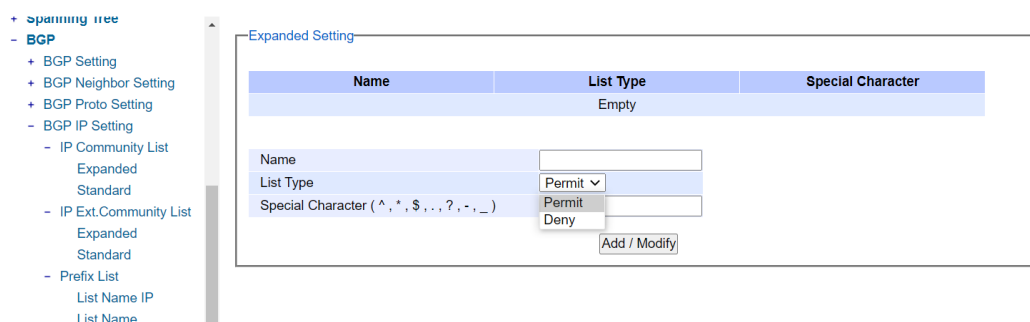 + Spanning Tree
- BGP
+ BGP Setting
+ BGP Neighbor Setting
+ BGP Proto Setting
- BGP IP Setting
- IP Community List
Expanded
Standard
- IP Ext.Community List
Expanded
Standard
- Prefix List
List Name IP
List Name
Expanded Setting
Name List Type Special Character
Empty
Name
List Type Permit
Permit
Deny
Special Character ( ^ , * , $ , . , ? , - , _ )
Add / Modify